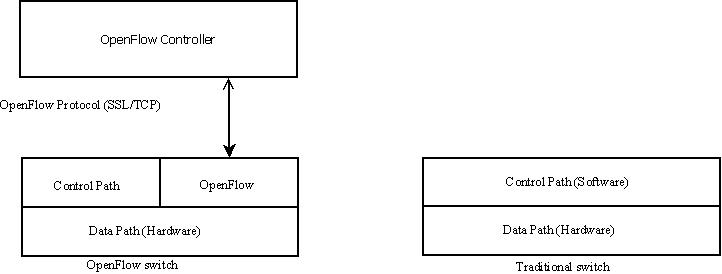 OpenFlow Controller
OpenFlow Protocol (SSL/TCP)
Control Path
OpenFlow
Data Path (Hardware)
OpenFlow switch
Control Path (Software)
Data Path (Hardware)
Traditional switch